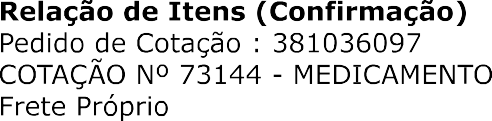 Relação de Itens (Confirmação)
Pedido de Cotação : 381036097
COTAÇÃO Nº 73144 - MEDICAMENTO
Frete Próprio